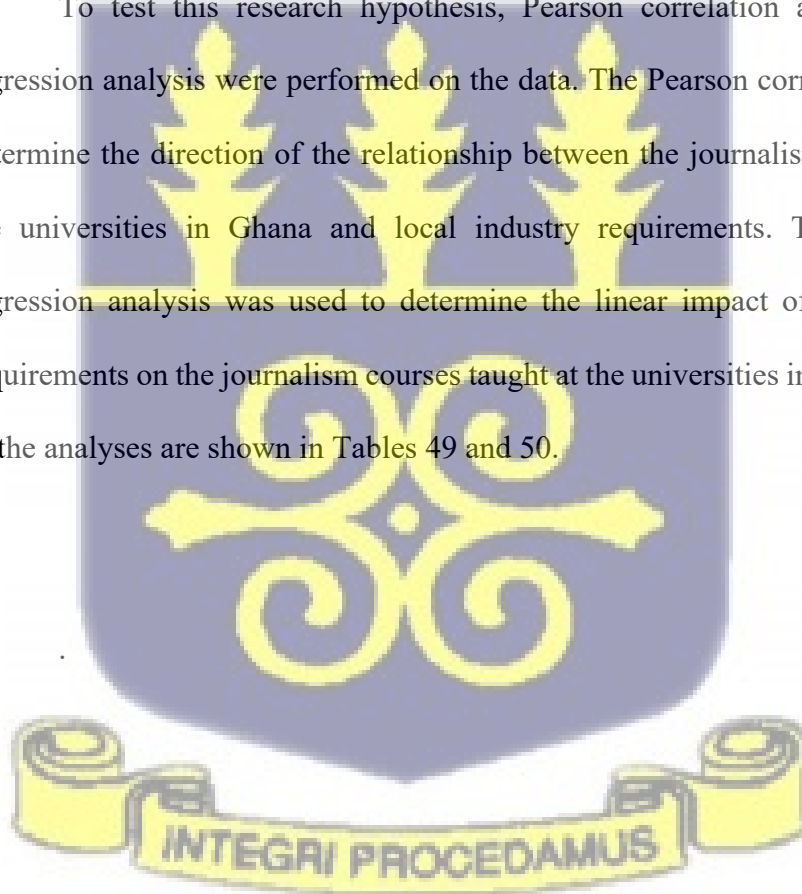 To test this research hypothesis, Pearson correlation a
gression analysis were performed on the data. The Pearson corr
termine the direction of the relationship between the journalis
e universities in Ghana and local industry requirements. T
gression analysis was used to determine the linear impact of
quirements on the journalism courses taught at the universities in
the analyses are shown in Tables 49 and 50.
.
INTEGRI PROCEDAMUS